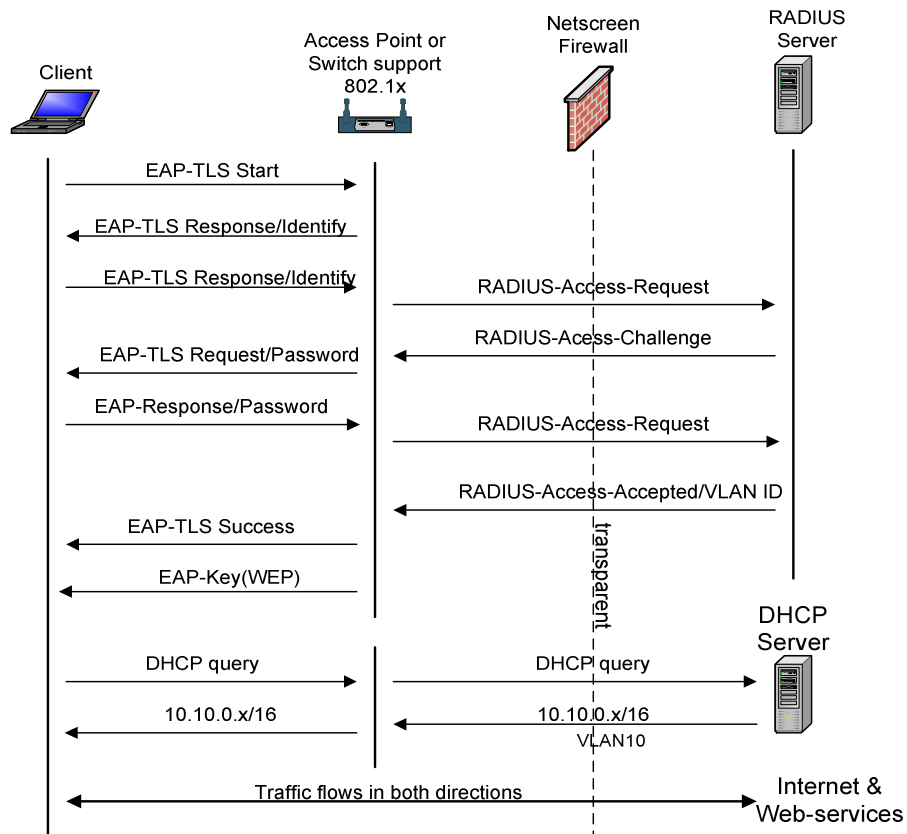 Client
Access Point or
Switch support
802.1x
Netscreen
Firewall
RADIUS
Server
EAP-TLS Start
EAP-TLS Response/Identify
EAP-TLS Response/Identify
RADIUS-Access-Request
RADIUS-Acess-Challenge
EAP-TLS Request/Password
EAP-Response/Password
RADIUS-Access-Request
RADIUS-Access-Accepted/VLAN ID
EAP-TLS Success
transparent
EAP-Key(WEP)
DHCP
Server
DHCP query
DHCP query
10.10.0.x/16
10.10.0.x/16
VLAN10
Traffic flows in both directions
Internet &
Web-services